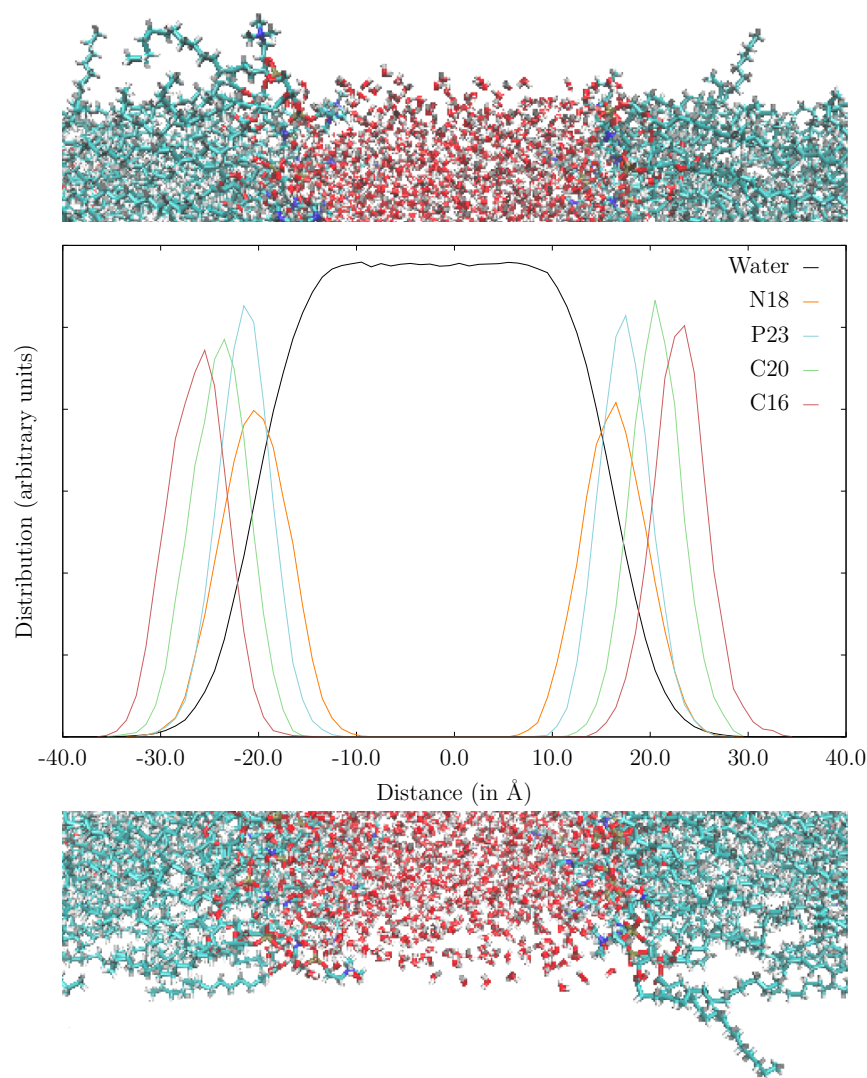 Water
N18
P23
C20
C16
Distribution (arbitrary units)
-40.0 -30.0 -20.0 -10.0 0.0 10.0 20.0 30.0 40.0
Distance (in Å)